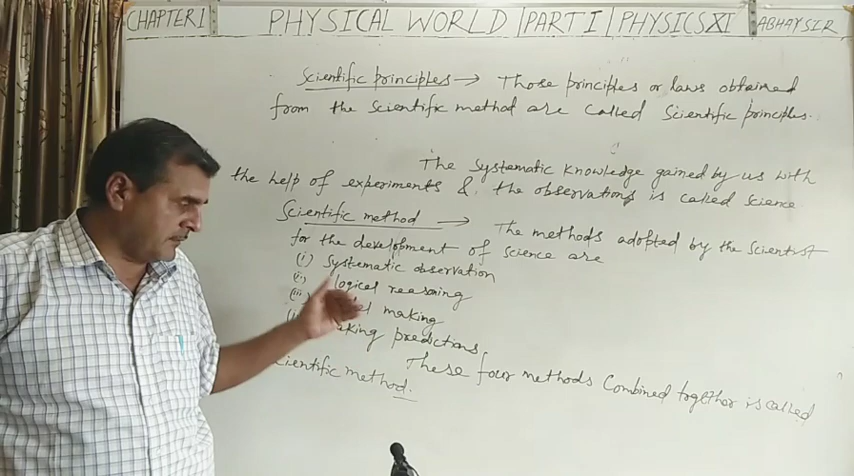 CHAPTER 1 PHYSICAL WORLD | PART I | PHYSICS XI ABHAY SIR
Scientific principles → Those principles or laws obtained
from the scientific method are called scientific principles.
The systematic knowledge gained by us with
the help of experiments & the observations is called science
Scientific method → The methods adopted by the scientist
for the development of science are
(i) Systematic observation
(ii) logical reasoning
(iii) making
predictions
These four methods combined together is called
scientific method.